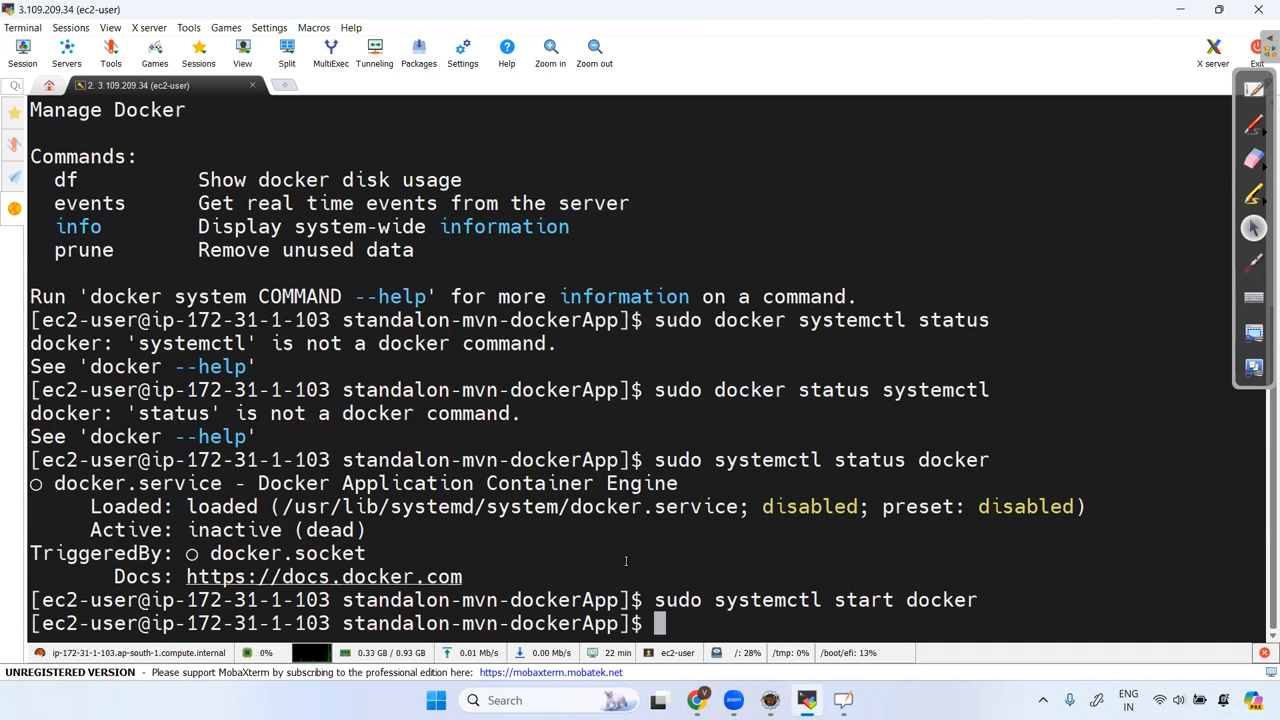 3.109.209.34 (ec2-user)
Terminal Sessions View X server Tools Games Settings Macros Help
Session Servers Tools Games Sessions View Split MultiExec Tunneling Packages Settings Help Zoom in Zoom out X server Exit
2. 3.109.209.34 (ec2-user)
Manage Docker
Commands:
df Show docker disk usage
events Get real time events from the server
info Display system-wide information
prune Remove unused data
Run 'docker system COMMAND --help' for more information on a command.
[ec2-user@ip-172-31-1-103 standalon-mvn-dockerApp]$ sudo docker systemctl status
docker: 'systemctl' is not a docker command.
See 'docker --help'
[ec2-user@ip-172-31-1-103 standalon-mvn-dockerApp]$ sudo docker status systemctl
docker: 'status' is not a docker command.
See 'docker --help'
[ec2-user@ip-172-31-1-103 standalon-mvn-dockerApp]$ sudo systemctl status docker
○ docker.service - Docker Application Container Engine
Loaded: loaded (/usr/lib/systemd/system/docker.service; disabled; preset: disabled)
Active: inactive (dead)
TriggeredBy: ○ docker.socket
Docs: https://docs.docker.com
[ec2-user@ip-172-31-1-103 standalon-mvn-dockerApp]$ sudo systemctl start docker
[ec2-user@ip-172-31-1-103 standalon-mvn-dockerApp]$
ip-172-31-1-103.ap-south-1.compute.internal 0% 0.33 GB / 0.93 GB 0.01 Mb/s 0.00 Mb/s 22 min ec2-user /: 28% /tmp: 0% /boot/efi: 13%
UNREGISTERED VERSION - Please support MobaXterm by subscribing to the professional edition here: https://mobaxterm.mobatek.net
Search ENG
IN